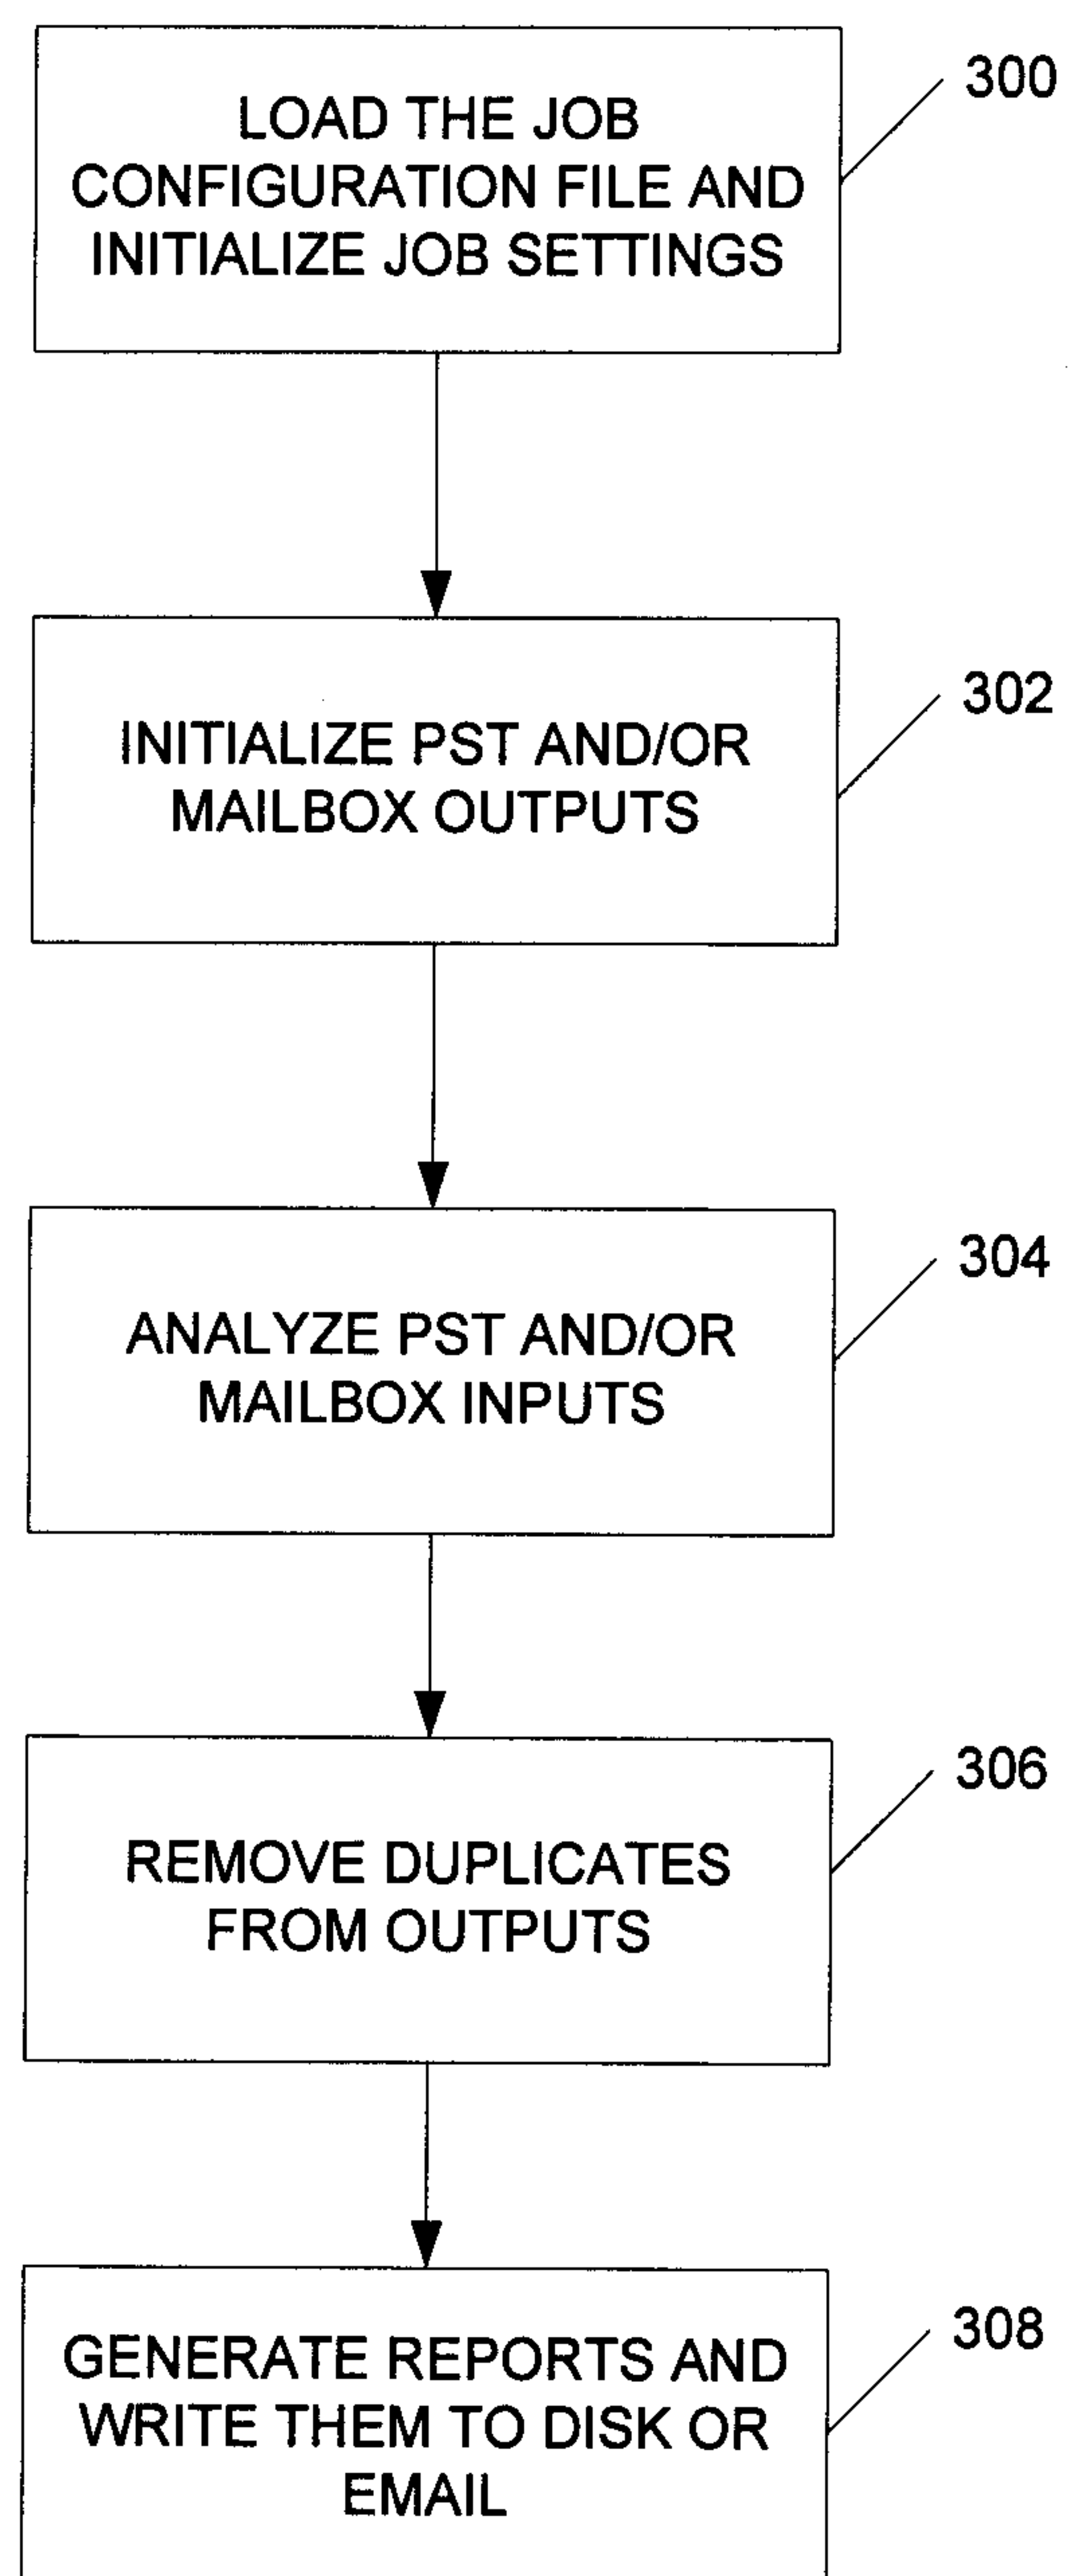 LOAD THE JOB
CONFIGURATION FILE AND
INITIALIZE JOB SETTINGS
300
INITIALIZE PST AND/OR
MAILBOX OUTPUTS
302
ANALYZE PST AND/OR
MAILBOX INPUTS
304
REMOVE DUPLICATES
FROM OUTPUTS
306
GENERATE REPORTS AND
WRITE THEM TO DISK OR
EMAIL
308